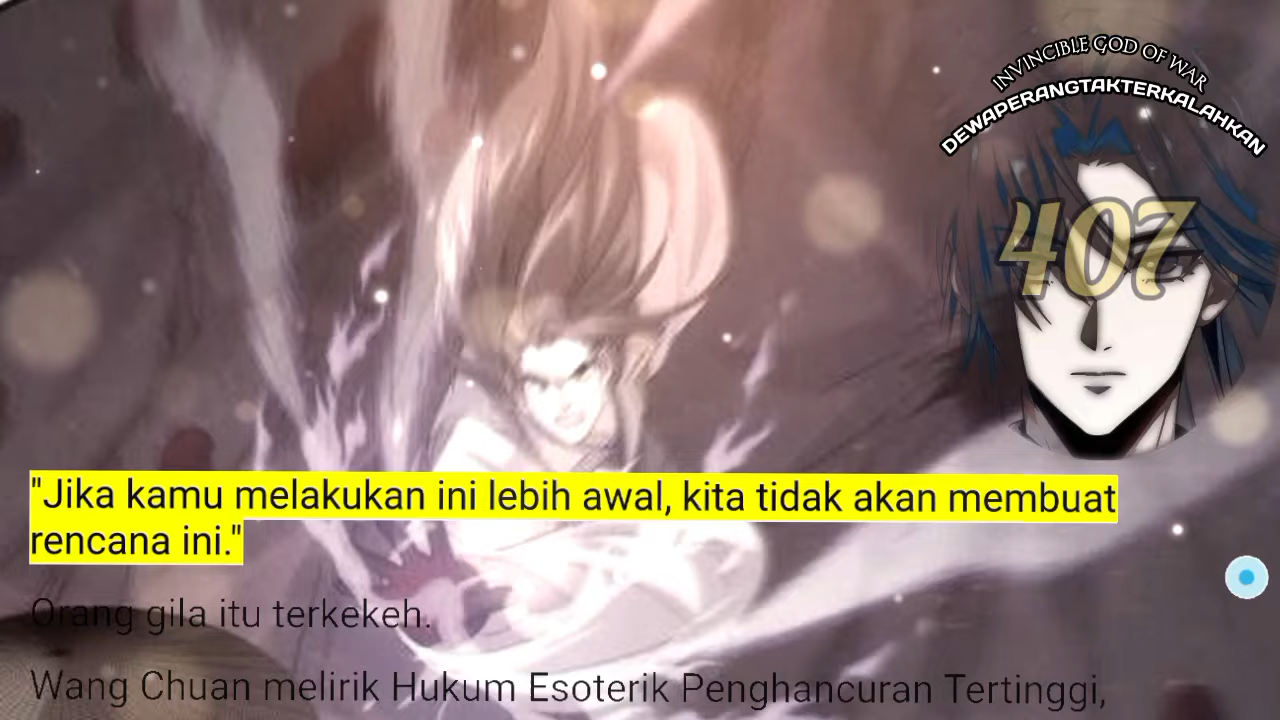 INVINCIBLE GOD OF WAR
DEWAPERANGTAKTERKALAHKAN
407
"Jika kamu melakukan ini lebih awal, kita tidak akan membuat
rencana ini."
Orang gila itu terkekeh.
Wang Chuan melirik Hukum Esoterik Penghancuran Tertinggi,